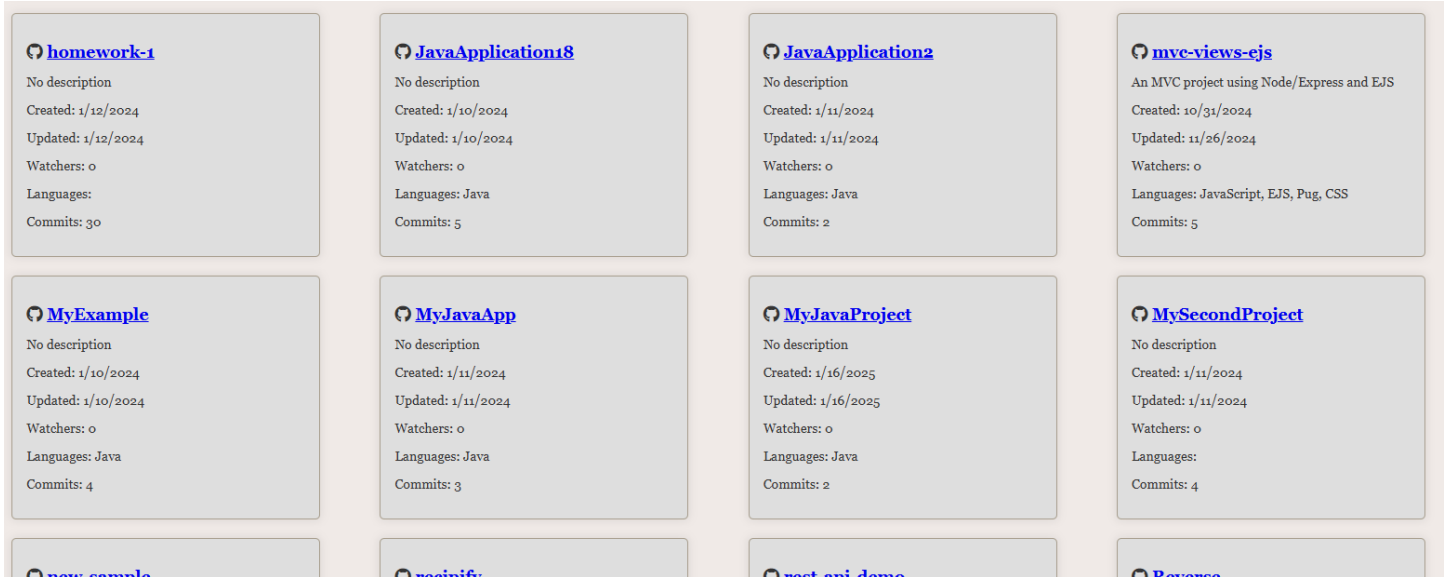 homework-1
No description
Created: 1/12/2024
Updated: 1/12/2024
Watchers: 0
Languages:
Commits: 30
JavaApplication18
No description
Created: 1/10/2024
Updated: 1/10/2024
Watchers: 0
Languages: Java
Commits: 5
JavaApplication2
No description
Created: 1/11/2024
Updated: 1/11/2024
Watchers: 0
Languages: Java
Commits: 2
mvc-views-ejs
An MVC project using Node/Express and EJS
Created: 10/31/2024
Updated: 11/26/2024
Watchers: 0
Languages: JavaScript, EJS, Pug, CSS
Commits: 5
MyExample
No description
Created: 1/10/2024
Updated: 1/10/2024
Watchers: 0
Languages: Java
Commits: 4
MyJavaApp
No description
Created: 1/11/2024
Updated: 1/11/2024
Watchers: 0
Languages: Java
Commits: 3
MyJavaProject
No description
Created: 1/16/2025
Updated: 1/16/2025
Watchers: 0
Languages: Java
Commits: 2
MySecondProject
No description
Created: 1/11/2024
Updated: 1/11/2024
Watchers: 0
Languages:
Commits: 4
new-sample
recipify
rest-api-demo
Reverse